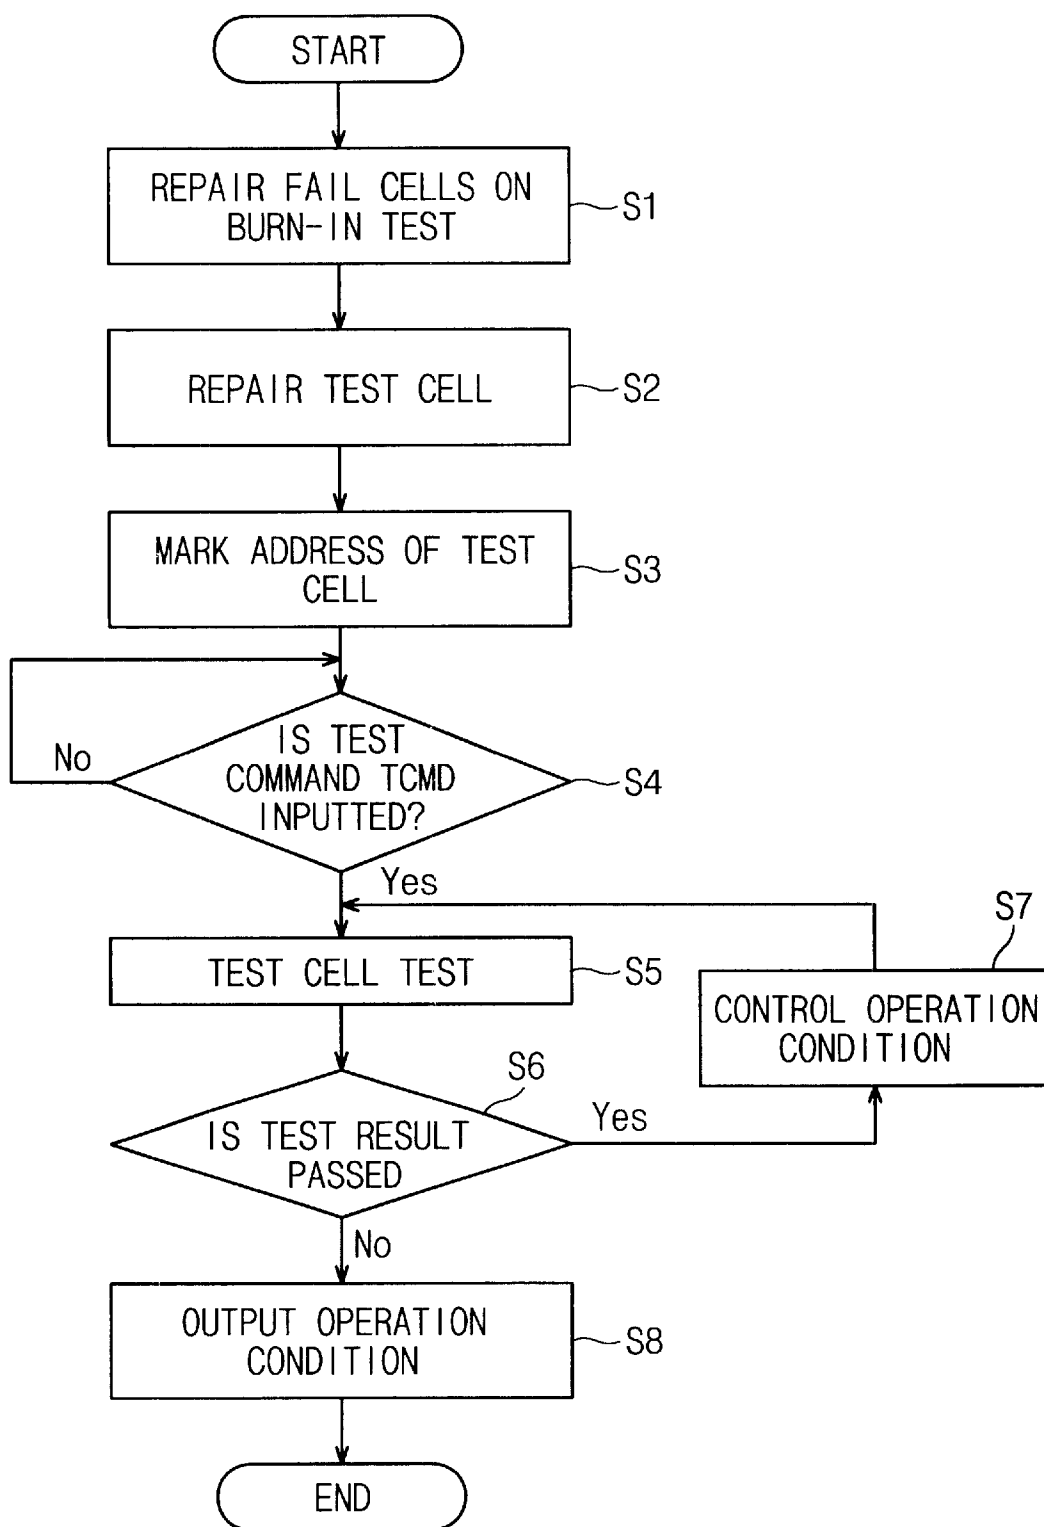 START
REPAIR FAIL CELLS ON
BURN-IN TEST
S1
REPAIR TEST CELL
S2
MARK ADDRESS OF TEST
CELL
S3
IS TEST
COMMAND TCMD
INPUTTED?
No
S4
Yes
TEST CELL TEST
S5
S7
CONTROL OPERATION
CONDITION
S6
IS TEST RESULT
PASSED
Yes
No
OUTPUT OPERATION
CONDITION
S8
END